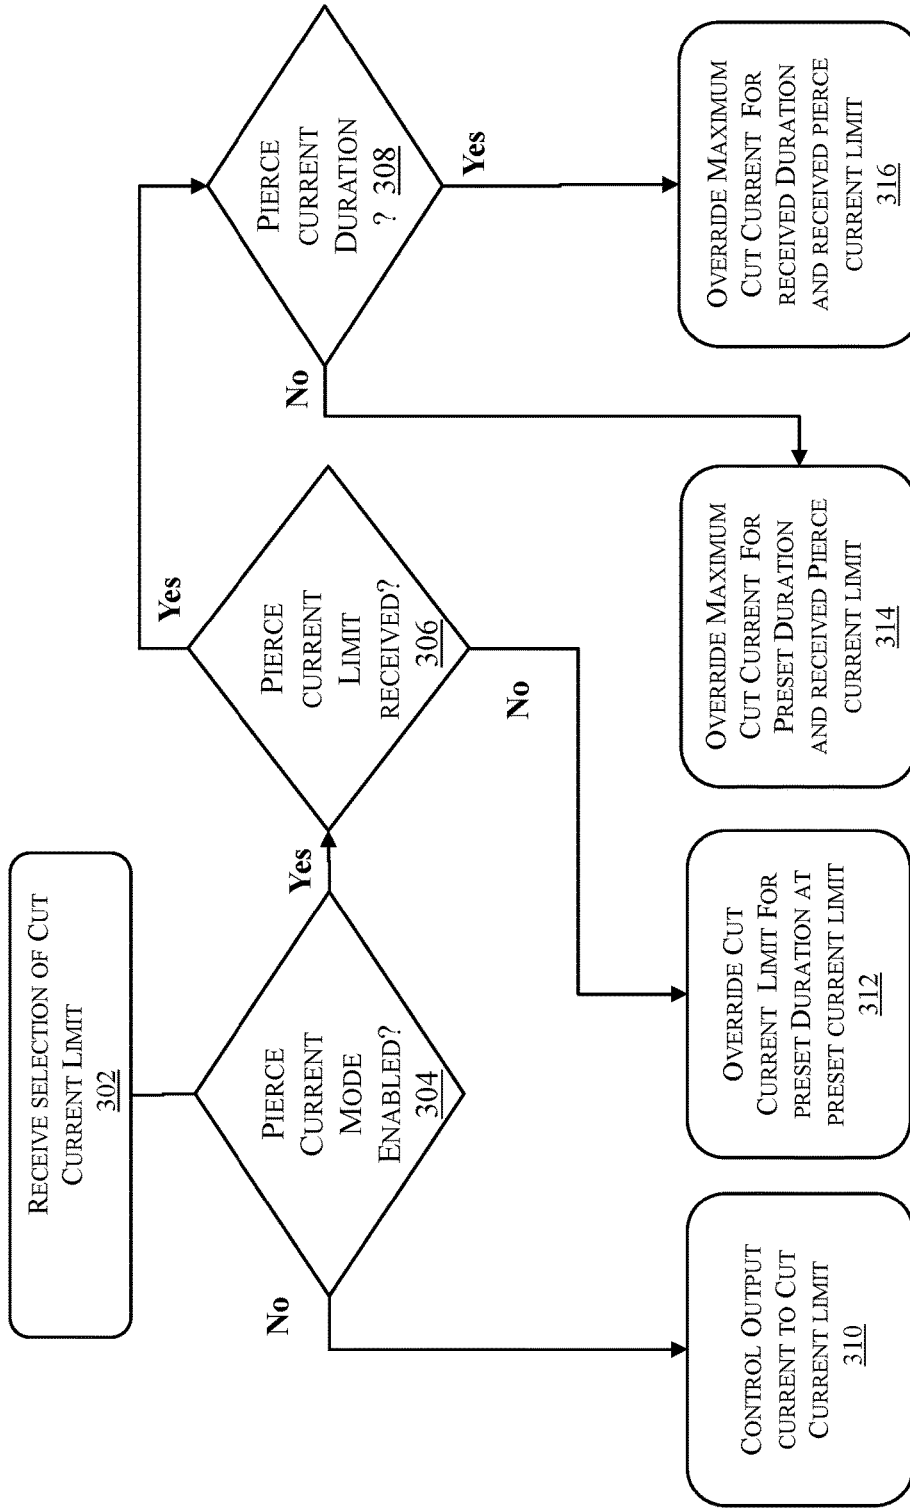 RECEIVE SELECTION OF CUT
CURRENT LIMIT
302
PIERCE
CURRENT
MODE
ENABLED?
304
No
Yes
PIERCE
CURRENT
LIMIT
RECEIVED?
306
Yes
No
PIERCE
CURRENT
DURATION
?
308
No
Yes
CONTROL OUTPUT
CURRENT TO CUT
CURRENT LIMIT
310
OVERRIDE CUT
CURRENT LIMIT FOR
PRESET DURATION AT
PRESET CURRENT LIMIT
312
OVERRIDE MAXIMUM
CUT CURRENT FOR
PRESET DURATION
AND RECEIVED PIERCE
CURRENT LIMIT
314
OVERRIDE MAXIMUM
CUT CURRENT FOR
RECEIVED DURATION
AND RECEIVED PIERCE
CURRENT LIMIT
316